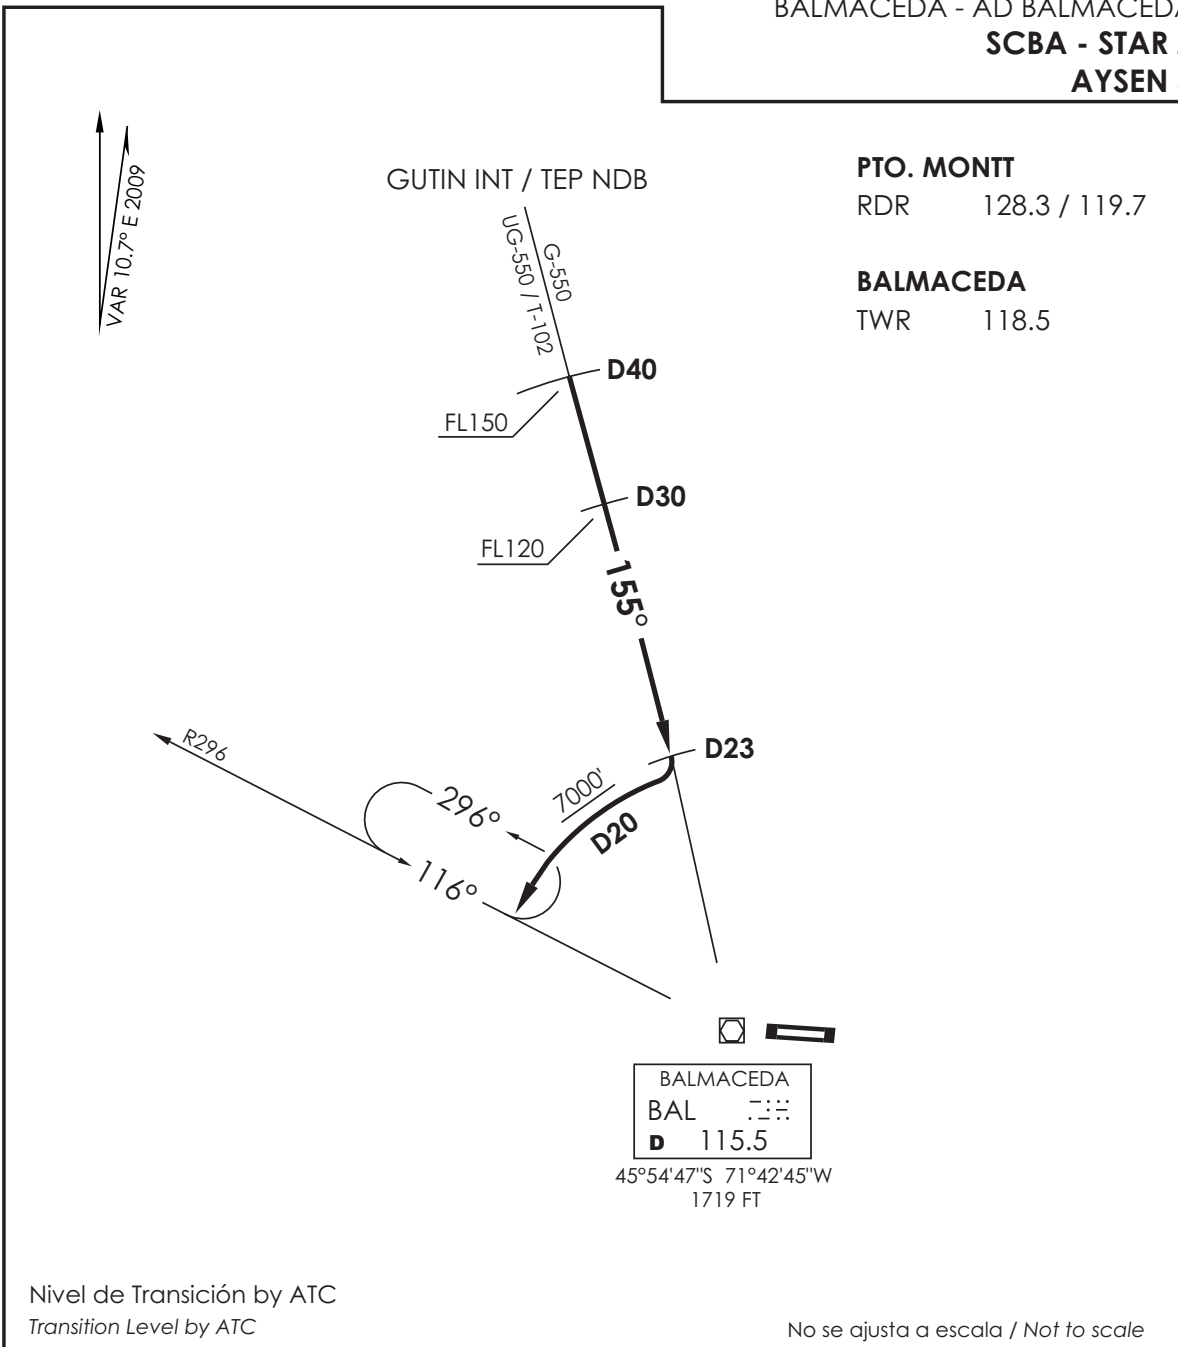 BALMACEDA - AD BALMACEDA
SCBA - STAR
AYSEN
VAR 10.7° E 2009
GUTIN INT / TEP NDB
PTO. MONTT
RDR 128.3 / 119.7
BALMACEDA
TWR 118.5
G-550
UG-550 / T-102
D40
FL150
D30
FL120
155°
D23
R296
296°
7000'
D20
116°
BALMACEDA
BAL
D 115.5
45°54'47"S 71°42'45"W
1719 FT
Nivel de Transición by ATC
Transition Level by ATC
No se ajusta a escala / Not to scale